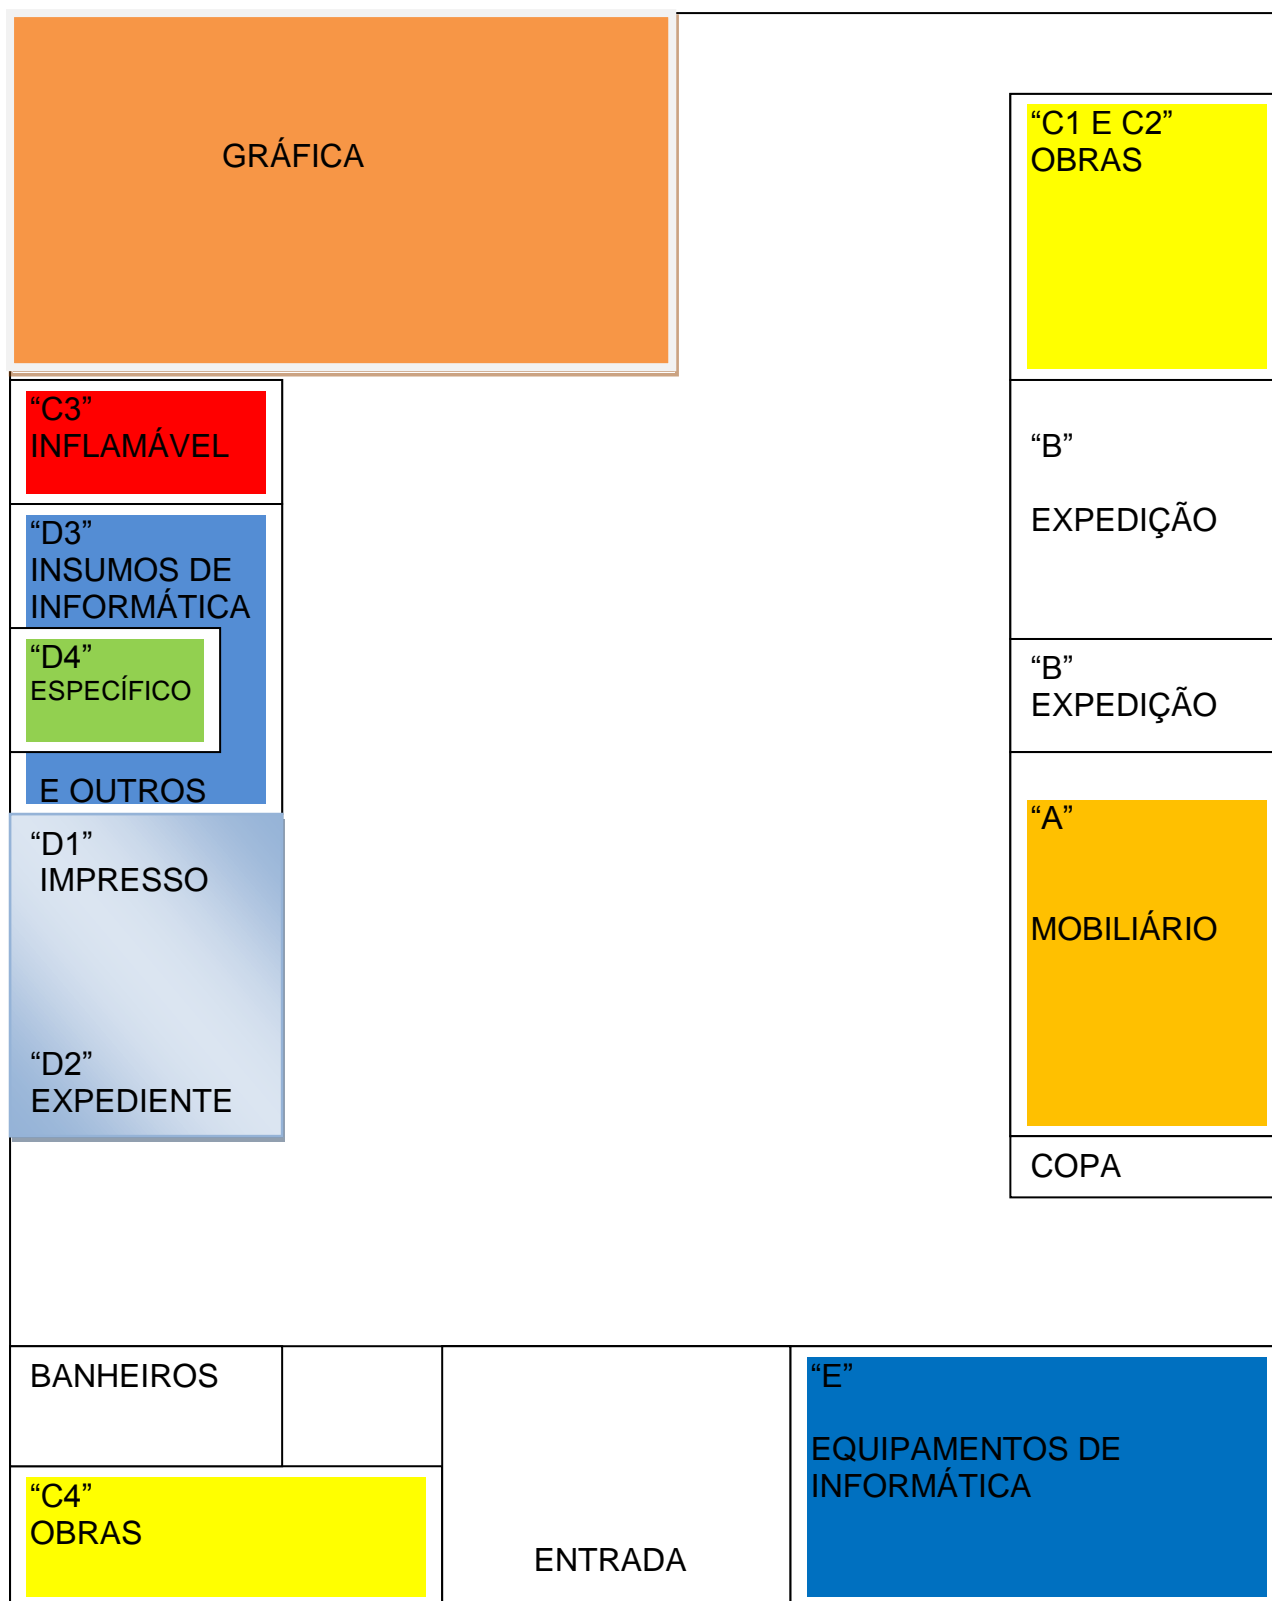 GRÁFICA
“C1 E C2”
OBRAS
“C3”
INFLAMÁVEL
“B”
EXPEDIÇÃO
“D3”
INSUMOS DE
INFORMÁTICA
“D4”
ESPECÍFICO
E OUTROS
“B”
EXPEDIÇÃO
“D1”
IMPRESSO
“A”
MOBILIÁRIO
“D2”
EXPEDIENTE
COPA
BANHEIROS
“E”
EQUIPAMENTOS DE
INFORMÁTICA
“C4”
OBRAS
ENTRADA